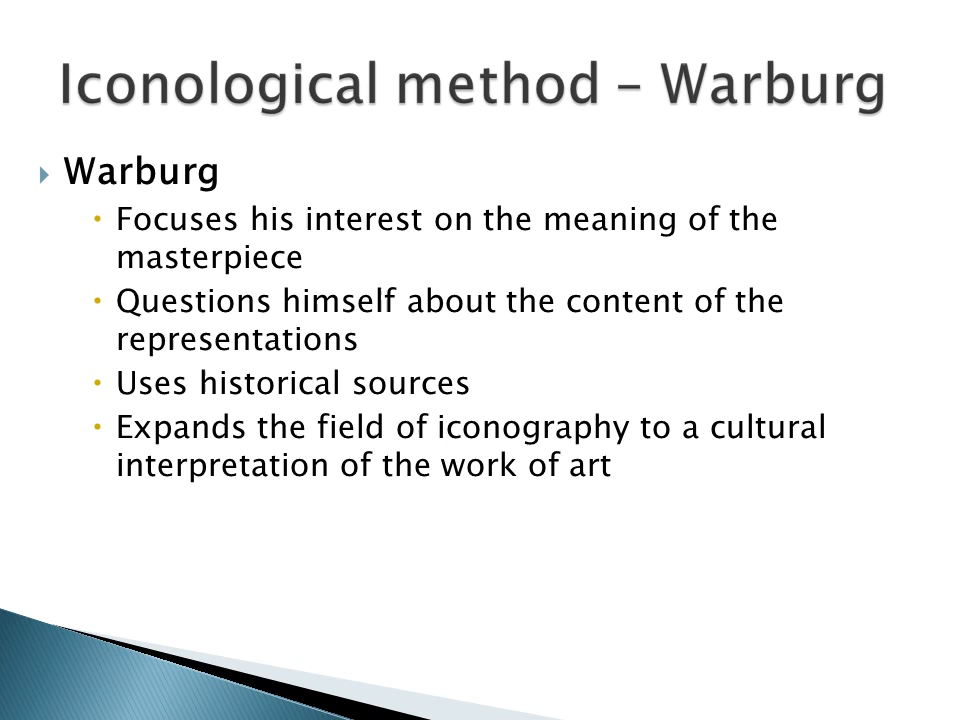 Iconological method – Warburg
Warburg
Focuses his interest on the meaning of the
masterpiece
Questions himself about the content of the
representations
Uses historical sources
Expands the field of iconography to a cultural
interpretation of the work of art